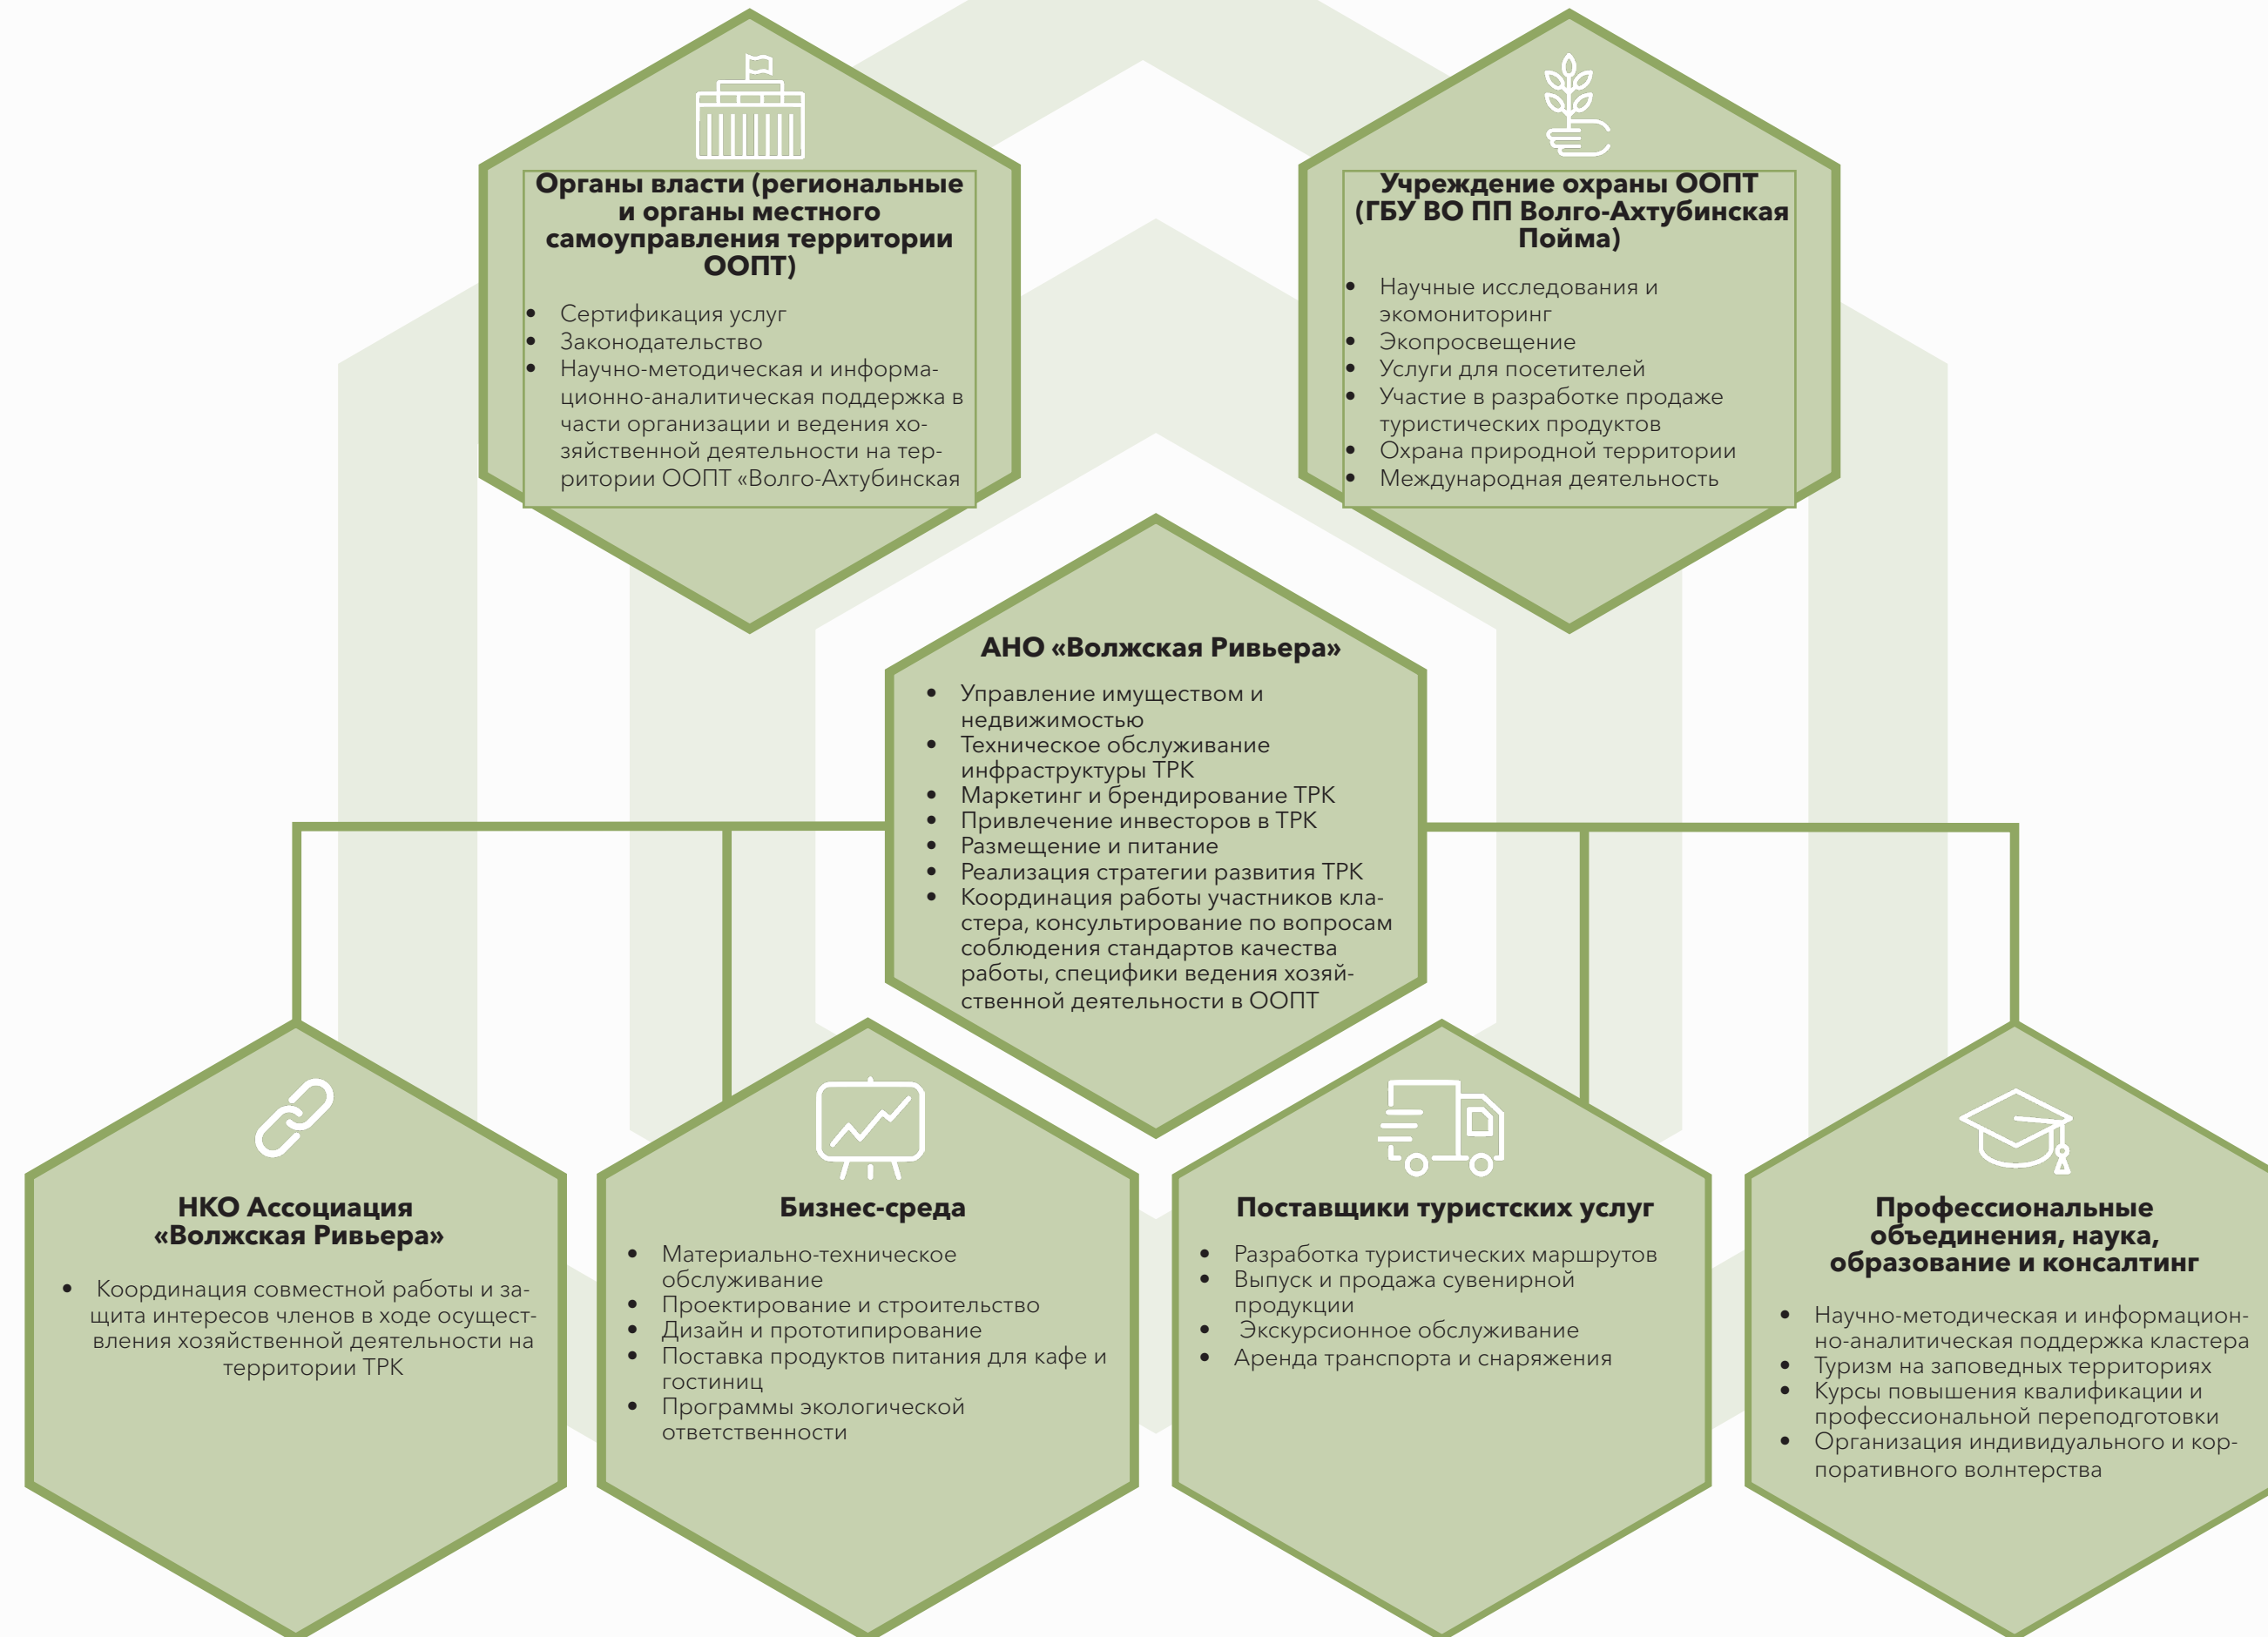 Органы власти (региональные
и органы местного
самоуправления территории
ООПТ)
• Сертификация услуг
• Законодательство
• Научно-методическая и информа-
ционно-аналитическая поддержка в
части организации и ведения хо-
зяйственной деятельности на тер-
ритории ООПТ «Волго-Ахтубинская
Учреждение охраны ООПТ
(ГБУ ВО ПП Волго-Ахтубинская
Пойма)
• Научные исследования и
экомониторинг
• Экопросвещение
• Услуги для посетителей
• Участие в разработке продаже
туристических продуктов
• Охрана природной территории
• Международная деятельность
АНО «Волжская Ривьера»
• Управление имуществом и
недвижимостью
• Техническое обслуживание
инфраструктуры ТРК
• Маркетинг и брендирование ТРК
• Привлечение инвесторов в ТРК
• Размещение и питание
• Реализация стратегии развития ТРК
• Координация работы участников кла-
стера, консультирование по вопросам
соблюдения стандартов качества
работы, специфики ведения хозяй-
ственной деятельности в ООПТ
НКО Ассоциация
«Волжская Ривьера»
• Координация совместной работы и за-
щита интересов членов в ходе осущест-
вления хозяйственной деятельности на
территории ТРК
Бизнес-среда
• Материально-техническое
обслуживание
• Проектирование и строительство
• Дизайн и прототипирование
• Поставка продуктов питания для кафе и
гостиниц
• Программы экологической
ответственности
Поставщики туристских услуг
• Разработка туристических маршрутов
• Выпуск и продажа сувенирной
продукции
• Экскурсионное обслуживание
• Аренда транспорта и снаряжения
Профессиональные
объединения, наука,
образование и консалтинг
• Научно-методическая и информацион-
но-аналитическая поддержка кластера
• Туризм на заповедных территориях
• Курсы повышения квалификации и
профессиональной переподготовки
• Организация индивидуального и кор-
поративного волнтерства